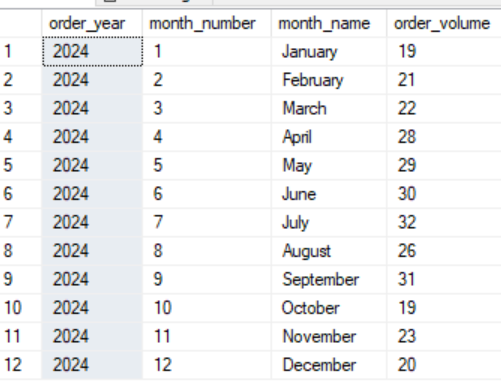 order_year month_number month_name order_volume
1 2024 1 January 19
2 2024 2 February 21
3 2024 3 March 22
4 2024 4 April 28
5 2024 5 May 29
6 2024 6 June 30
7 2024 7 July 32
8 2024 8 August 26
9 2024 9 September 31
10 2024 10 October 19
11 2024 11 November 23
12 2024 12 December 20